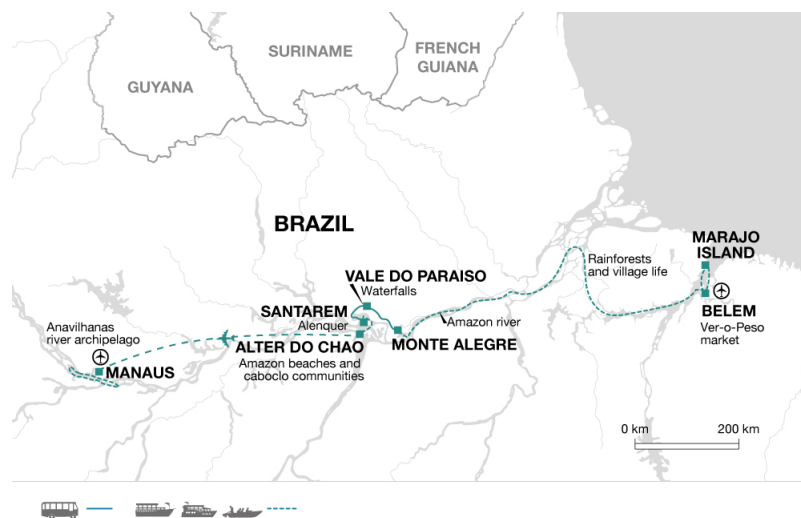 SURINAME
FRENCH
GUIANA
GUYANA
BRAZIL
MARAJO
ISLAND
Rainforests
and village life
VALE DO PARAISO
Waterfalls
SANTAREM
Alenquer
BELEM
Ver-o-Peso
market
Amazon river
Anavilhanas
river archipelago
ALTER DO CHAO
MONTE ALEGRE
Amazon beaches and
caboclo communities
MANAUS
0 km
200 km